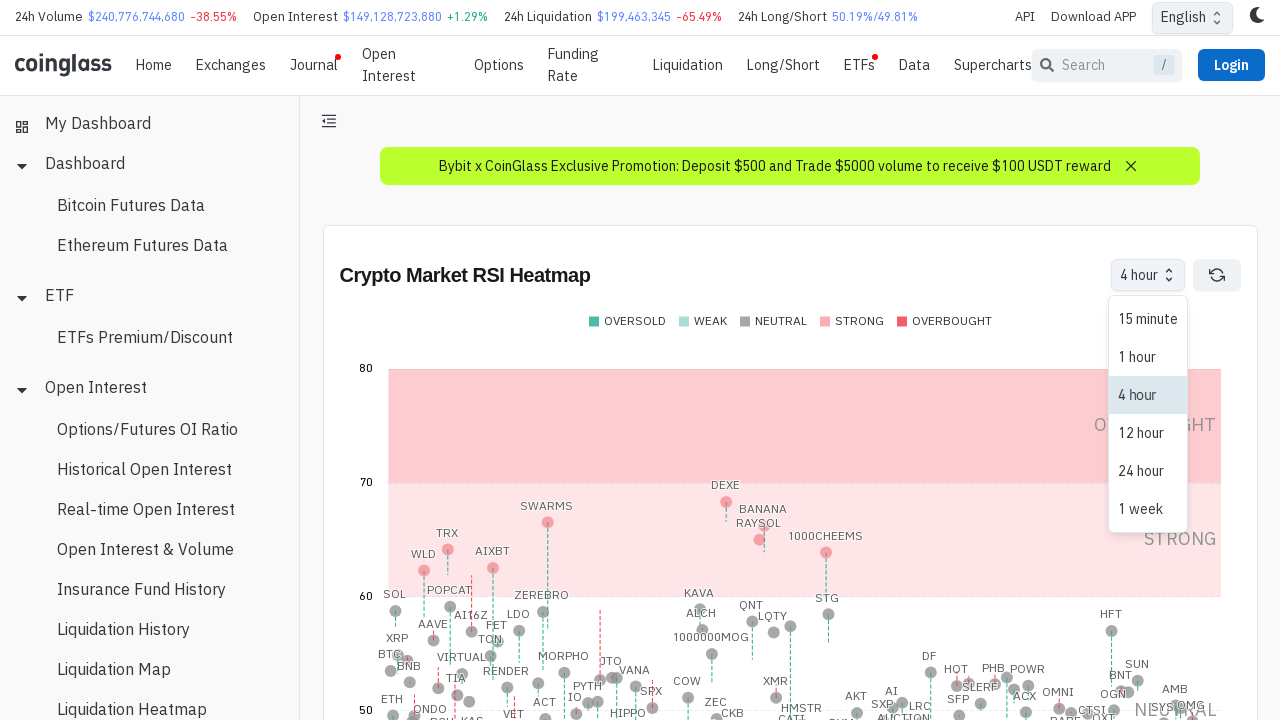 24h Volume $240,776,744,680 -38.55% Open Interest $149,128,723,880 +1.29% 24h Liquidation $199,463,345 -65.49% 24h Long/Short 50.19%/49.81% API Download APP English
coinglass Home Exchanges Journal Open Interest Options Funding Rate Liquidation Long/Short ETFs Data Supercharts Search / Login
My Dashboard
Dashboard
Bitcoin Futures Data
Ethereum Futures Data
ETF
ETFs Premium/Discount
Open Interest
Options/Futures OI Ratio
Historical Open Interest
Real-time Open Interest
Open Interest & Volume
Insurance Fund History
Liquidation History
Liquidation Map
Liquidation Heatmap
Bybit x CoinGlass Exclusive Promotion: Deposit $500 and Trade $5000 volume to receive $100 USDT reward
Crypto Market RSI Heatmap
4 hour
15 minute
1 hour
4 hour
12 hour
24 hour
1 week
OVERSOLD WEAK NEUTRAL STRONG OVERBOUGHT
80
70
DEXE
SWARMS
BANANA
RAYSOL
TRX
1000CHEEMS
STRONG
WLD
AIXBT
60
SOL
POPCAT
ZEREBRO
KAVA
STG
AAVE
AI16Z
LDO
ALCH
QNT
LQTY
HFT
XRP
TON
FET
1000000MOG
BTC
BNB
VIRTUAL
MORPHO
JTO
DF
SUN
TIA
RENDER
VANA
HOT
PHB
POWR
BNT
ETH
PYTH
IO
SPX
COW
XMR
AKT
AI
SLERF
SFP
ACX
OMNI
OGN
AMB
50
ONDO
VET
ACT
HIPPO
ZEC
CKB
HMSTR
SXP
LRC
AUCTION
CTSI
SYS
OMG
NEUTRAL
KAS
CATI